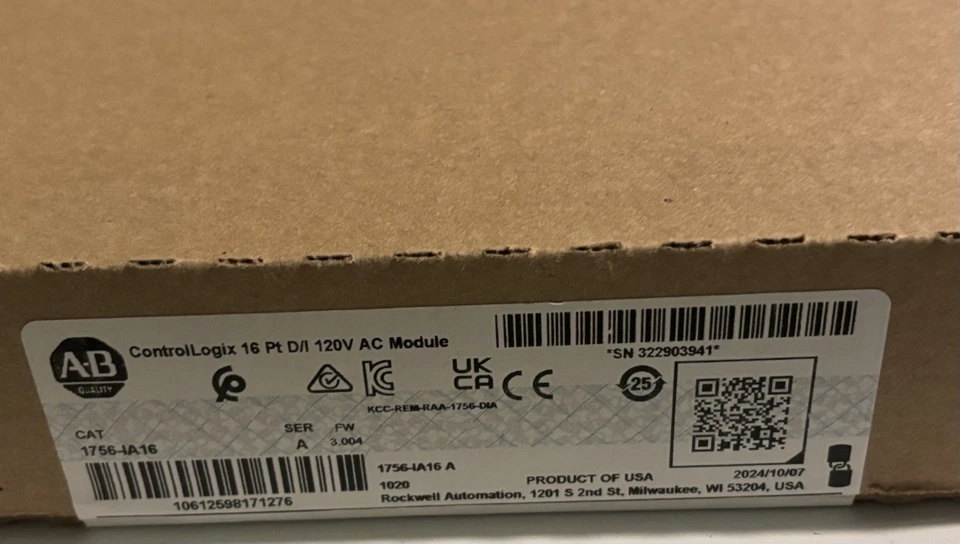 A-B
QUALITY
ControlLogix 16 Pt D/I 120V AC Module
*SN 322903941*
UK
CA CE
25
KCC-REM-RAA-1756-DIA
CAT
1756-IA16
SER
A
FW
3.004
10612598171276
1756-IA16 A
1020
PRODUCT OF USA
2024/10/07
Rockwell Automation, 1201 S 2nd St, Milwaukee, WI 53204, USA